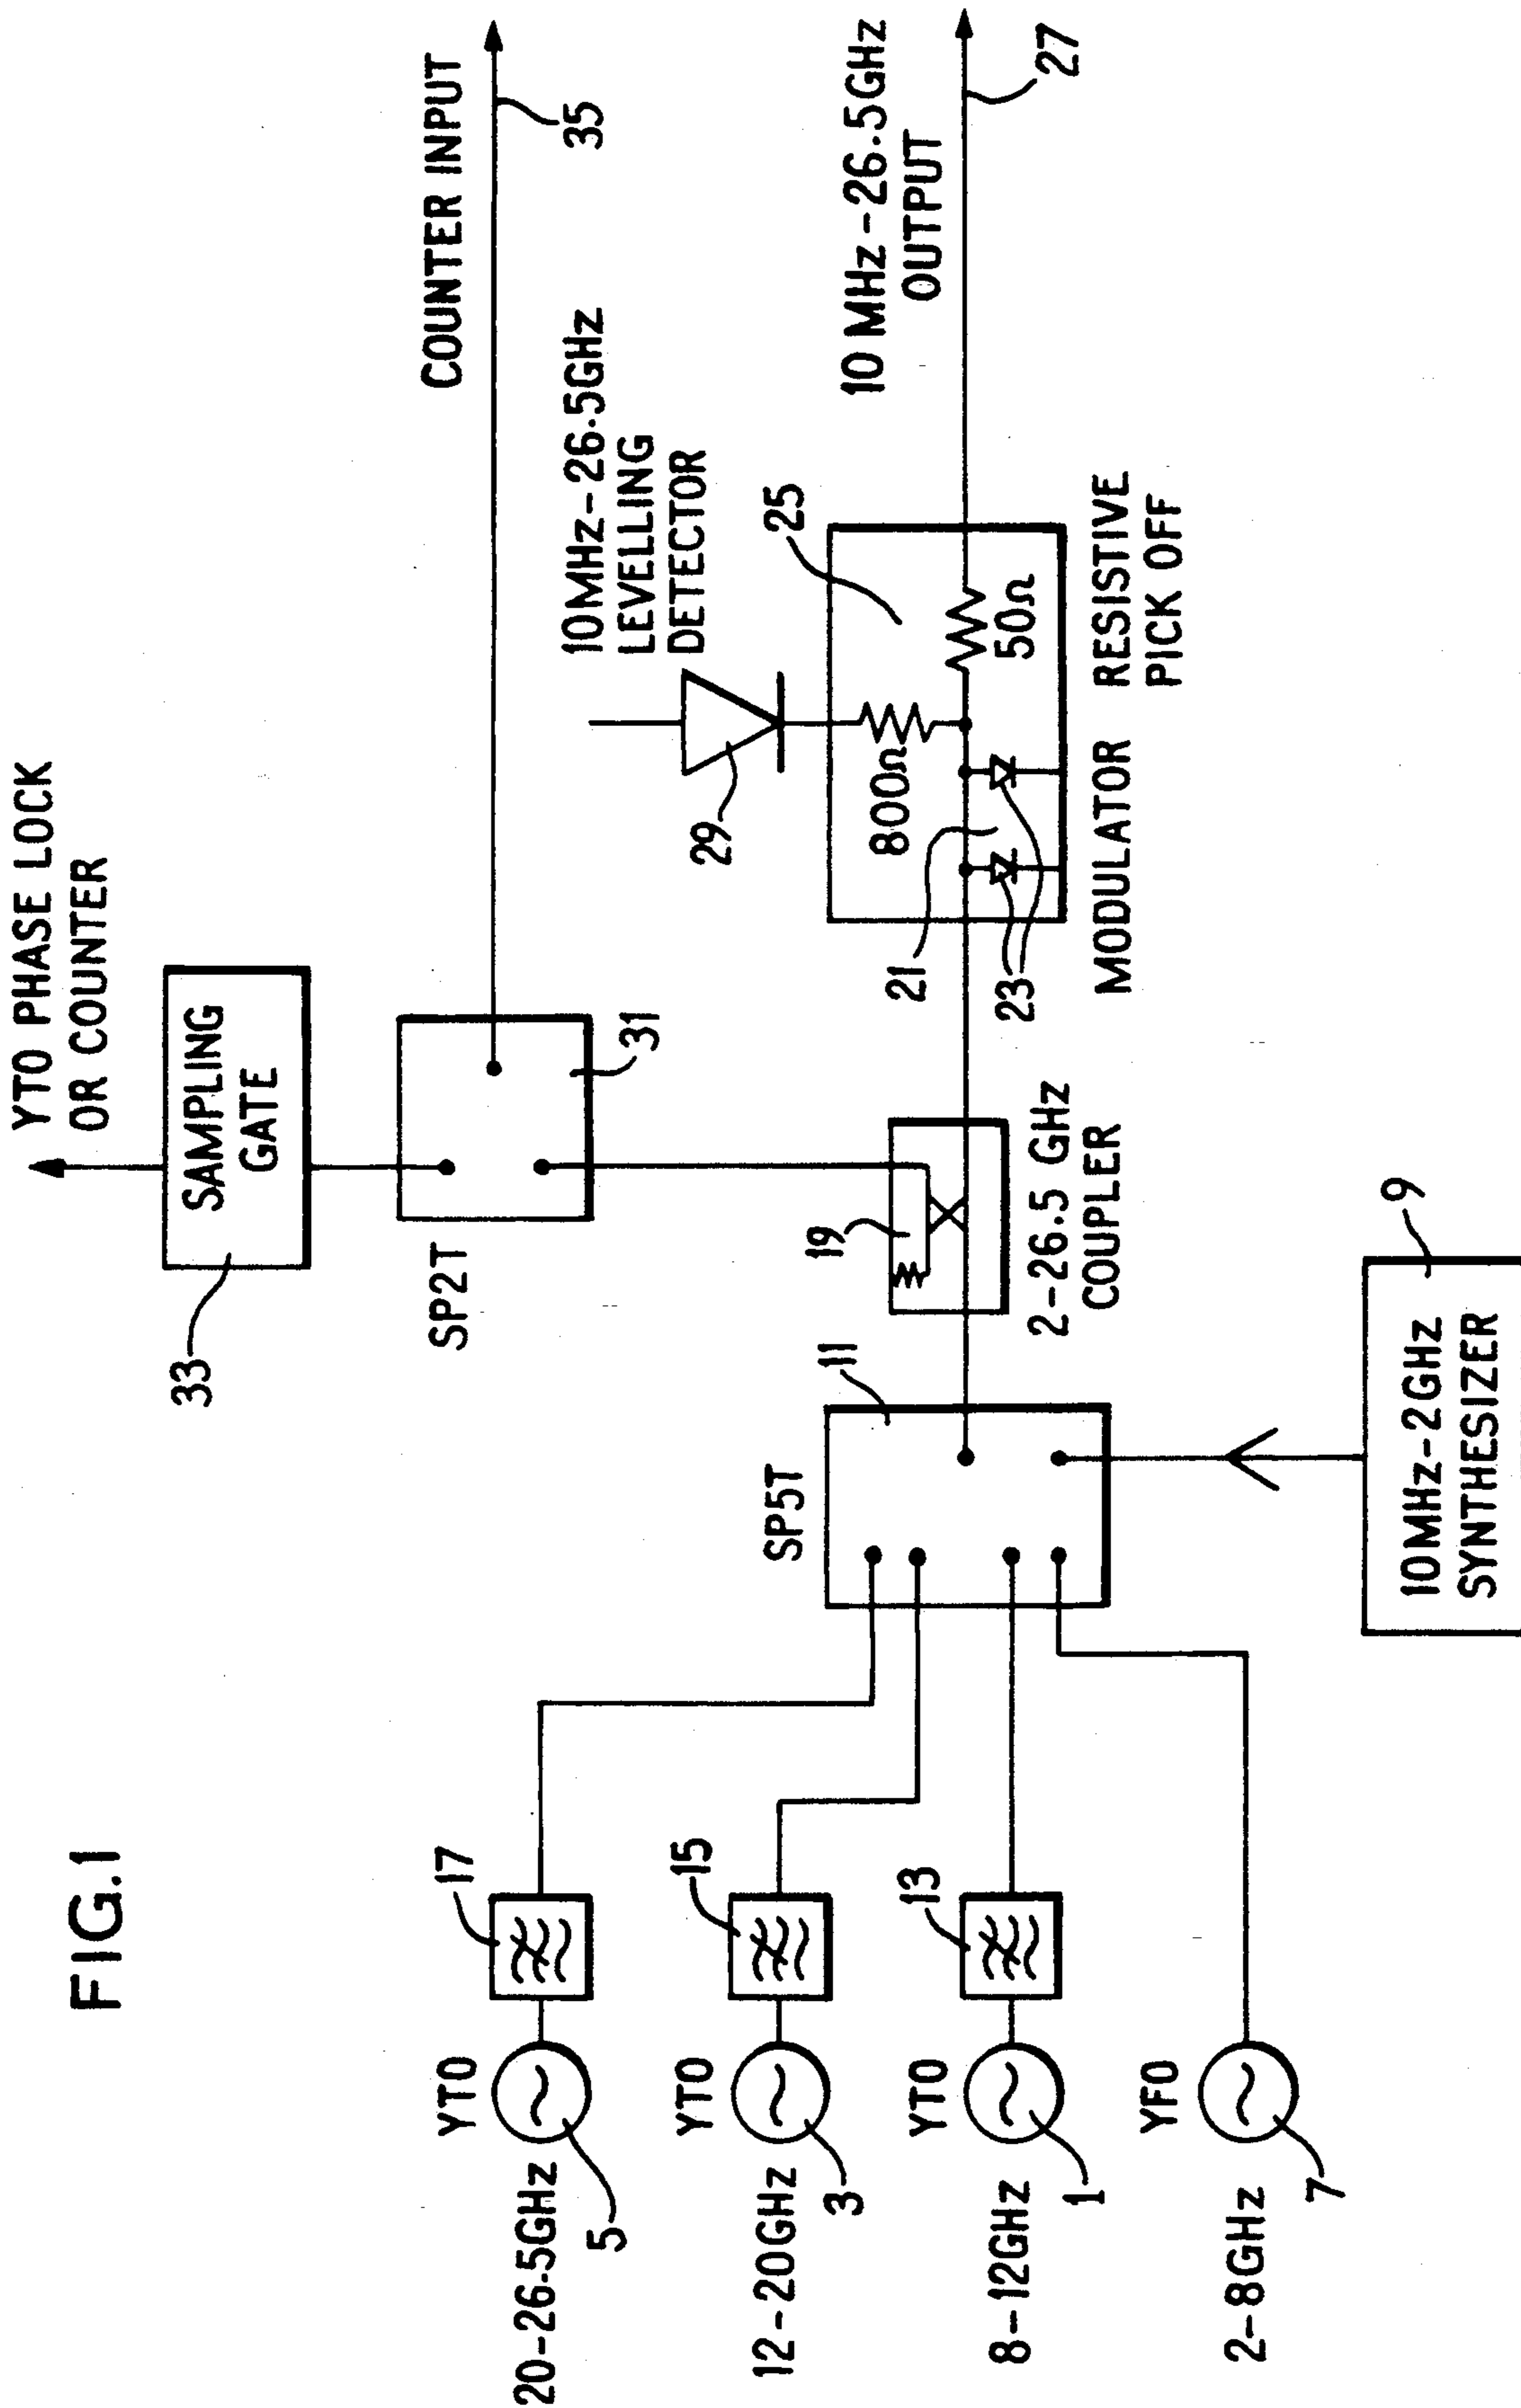 FIG.1
YTO PHASE LOCK
OR COUNTER
SAMPLING
GATE
33
SP2T
31
COUNTER INPUT
35
20-26.5GHz
YTO
5
17
12-20GHz
YTO
3
15
8-12GHz
YTO
1
13
2-8GHz
YFO
7
SP5T
11
10MHz-2GHz
SYNTHESIZER
9
19
2-26.5 GHz
COUPLER
10MHz-26.5GHz
LEVELLING
DETECTOR
29
25
800Ω
50Ω
21
23
MODULATOR
RESISTIVE
PICK OFF
10 MHz-26.5GHz
OUTPUT
27